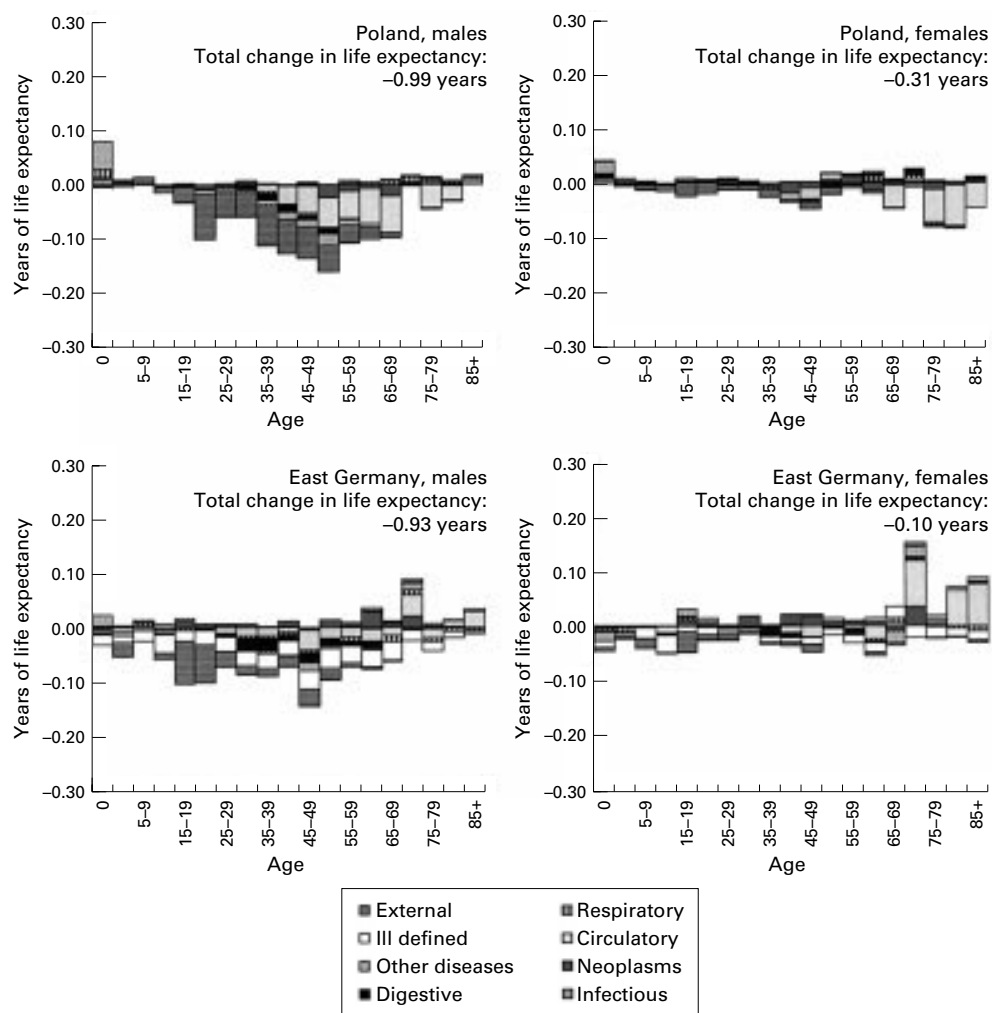 Poland, males
Total change in life expectancy:
−0.99 years
Years of life expectancy
0.30
0.20
0.10
0.00
−0.10
−0.20
−0.30
0
5–9
15–19
25–29
35–39
45–49
55–59
65–69
75–79
85+
Age
Poland, females
Total change in life expectancy:
−0.31 years
Years of life expectancy
0.30
0.20
0.10
0.00
−0.10
−0.20
−0.30
0
5–9
15–19
25–29
35–39
45–49
55–59
65–69
75–79
85+
Age
East Germany, males
Total change in life expectancy:
−0.93 years
Years of life expectancy
0.30
0.20
0.10
0.00
−0.10
−0.20
−0.30
0
5–9
15–19
25–29
35–39
45–49
55–59
65–69
75–79
85+
Age
East Germany, females
Total change in life expectancy:
−0.10 years
Years of life expectancy
0.30
0.20
0.10
0.00
−0.10
−0.20
−0.30
0
5–9
15–19
25–29
35–39
45–49
55–59
65–69
75–79
85+
Age
External
Ill defined
Other diseases
Digestive
Respiratory
Circulatory
Neoplasms
Infectious